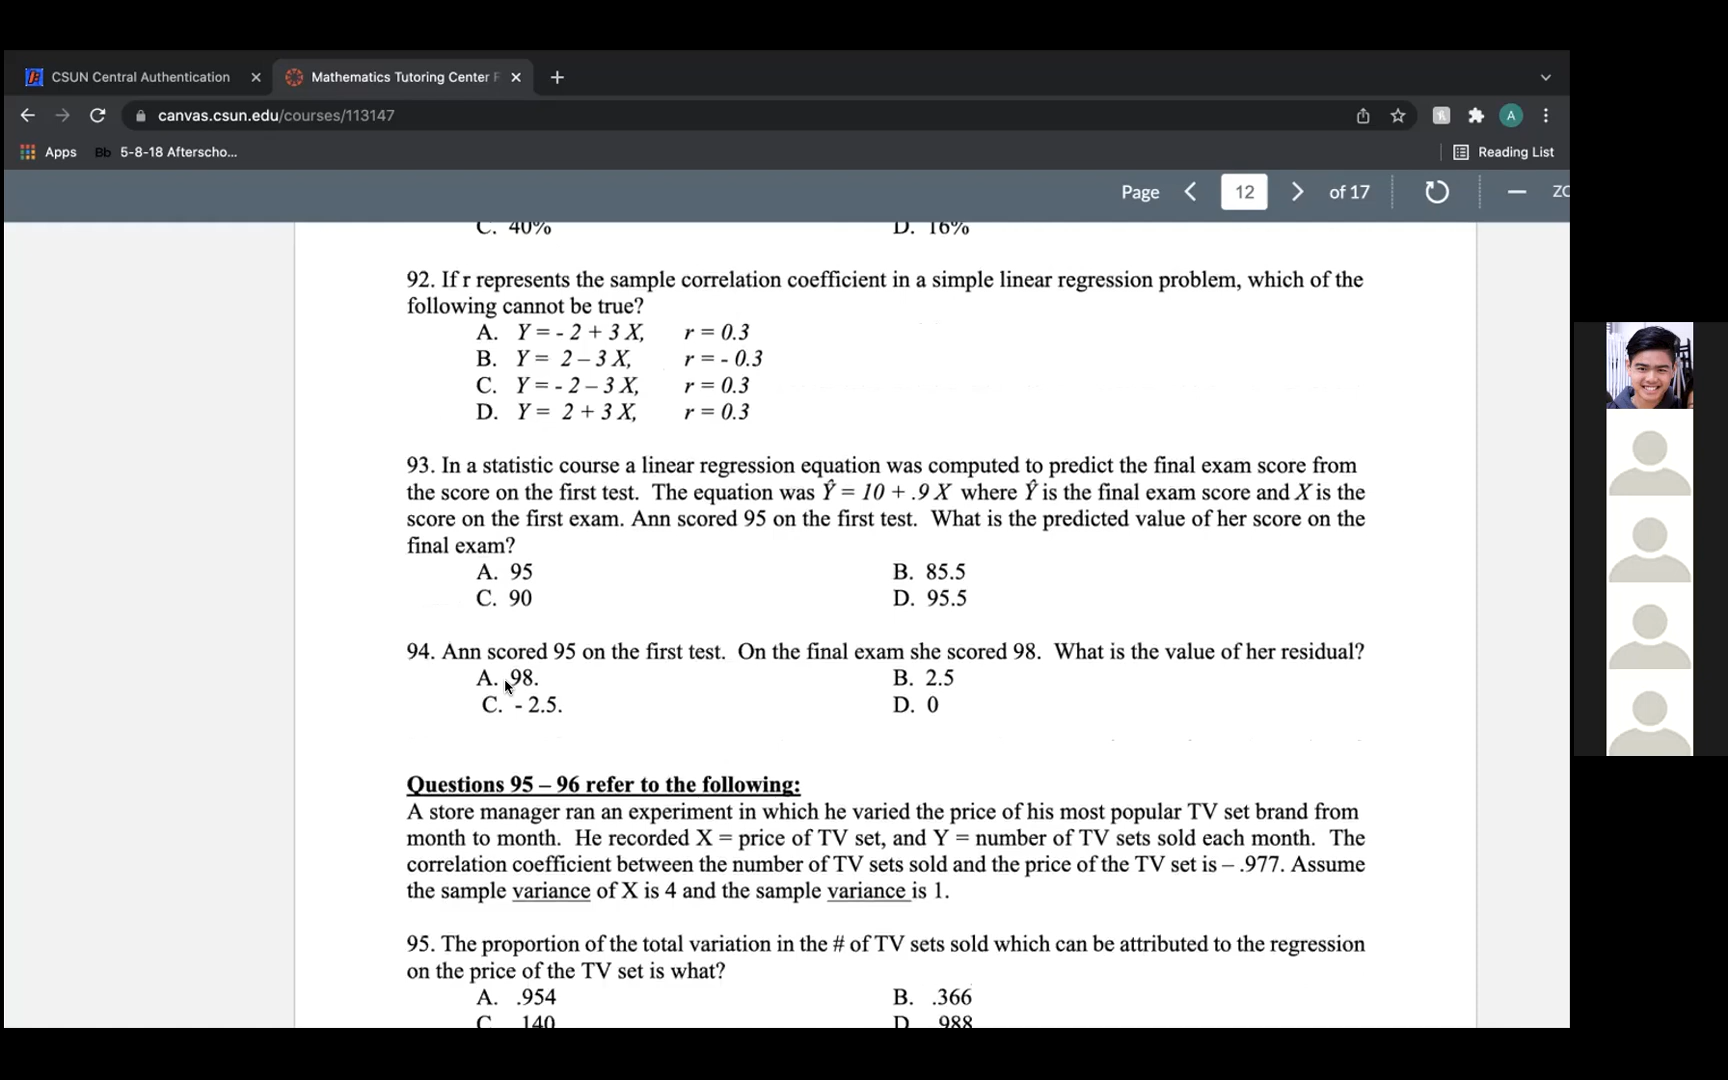 CSUN Central Authentication
Mathematics Tutoring Center F
canvas.csun.edu/courses/113147
A
Apps
Bb 5-8-18 Afterscho...
Reading List
Page 12 of 17
C. 40% D. 16%
92. If r represents the sample correlation coefficient in a simple linear regression problem, which of the
following cannot be true?
A. Y = - 2 + 3 X, r = 0.3
B. Y = 2 – 3 X, r = - 0.3
C. Y = - 2 – 3 X, r = 0.3
D. Y = 2 + 3 X, r = 0.3
93. In a statistic course a linear regression equation was computed to predict the final exam score from
the score on the first test. The equation was Ŷ = 10 + .9 X where Ŷ is the final exam score and X is the
score on the first exam. Ann scored 95 on the first test. What is the predicted value of her score on the
final exam?
A. 95 B. 85.5
C. 90 D. 95.5
94. Ann scored 95 on the first test. On the final exam she scored 98. What is the value of her residual?
A. 98. B. 2.5
C. - 2.5. D. 0
Questions 95 – 96 refer to the following:
A store manager ran an experiment in which he varied the price of his most popular TV set brand from
month to month. He recorded X = price of TV set, and Y = number of TV sets sold each month. The
correlation coefficient between the number of TV sets sold and the price of the TV set is – .977. Assume
the sample variance of X is 4 and the sample variance is 1.
95. The proportion of the total variation in the # of TV sets sold which can be attributed to the regression
on the price of the TV set is what?
A. .954 B. .366
C. .140 D. .988